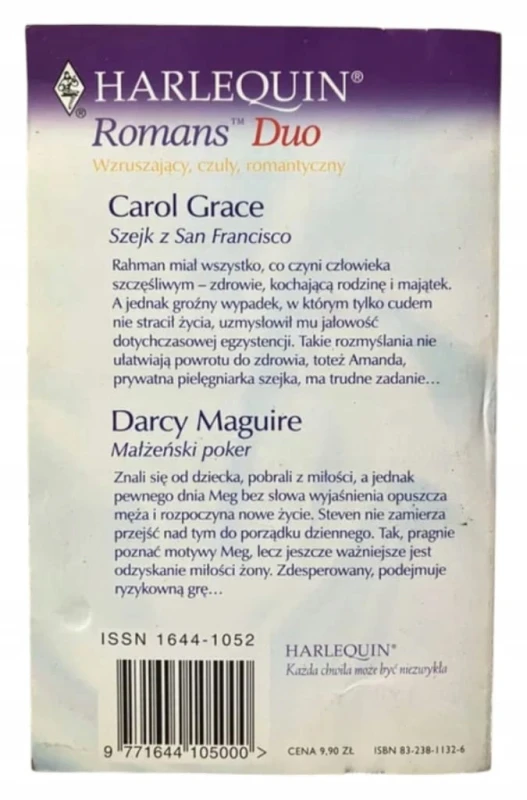 HARLEQUIN®
®
Romans™ Duo
Wzruszający, czuły, romantyczny
Carol Grace
Szejk z San Francisco
Rahman miał wszystko, co czyni człowieka
szczęśliwym – zdrowie, kochającą rodzinę i majątek.
A jednak groźny wypadek, w którym tylko cudem
nie stracił życia, uzmysłowił mu jałowość
dotychczasowej egzystencji. Takie rozmyślania nie
ułatwiają powrotu do zdrowia, toteż Amanda,
prywatna pielęgniarka szejka, ma trudne zadanie...
Darcy Maguire
Małżeński poker
Znali się od dziecka, pobrali z miłości, a jednak
pewnego dnia Meg bez słowa wyjaśnienia opuszcza
męża i rozpoczyna nowe życie. Steven nie zamierza
przejść nad tym do porządku dziennego. Tak, pragnie
poznać motywy Meg, lecz jeszcze ważniejsze jest
odzyskanie miłości żony. Zdesperowany, podejmuje
ryzykowną grę...
ISSN 1644-1052
9 771644 105000 >
HARLEQUIN®
Każda chwila może być niezwykła
CENA 9,90 ZŁ ISBN 83-238-1132-6